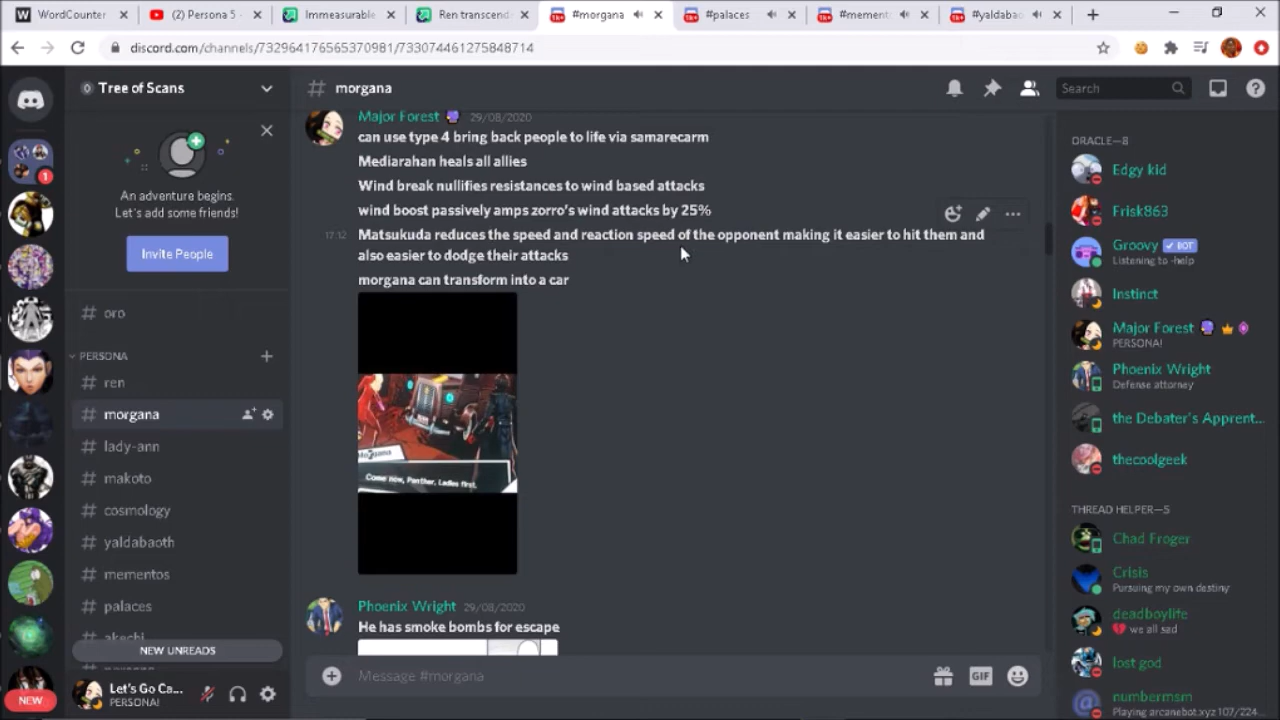 WordCounter
(2) Persona 5 -
Immeasurable
Ren transcend
#morgana
#palaces
#mement
#yaldabao
discord.com/channels/732964176565370981/733074461275848714
Tree of Scans
morgana
Search
An adventure begins.
Let's add some friends!
Invite People
oro
PERSONA
ren
morgana
lady-ann
makoto
cosmology
yaldabaoth
mementos
palaces
akechi
NEW UNREADS
NEW
Let's Go Ca...
PERSONA!
Major Forest 29/08/2020
can use type 4 bring back people to life via samarecarm
Mediarahan heals all allies
Wind break nullifies resistances to wind based attacks
wind boost passively amps zorro's wind attacks by 25%
17:12 Matsukuda reduces the speed and reaction speed of the opponent making it easier to hit them and
also easier to dodge their attacks
morgana can transform into a car
Come now, Panther. Ladies first.
Phoenix Wright 29/08/2020
He has smoke bombs for escape
Message #morgana
GIF
ORACLE—8
Edgy kid
Frisk863
Groovy BOT
Listening to -help
Instinct
Major Forest
PERSONA!
Phoenix Wright
Defense attorney
the Debater's Apprent...
thecoolgeek
THREAD HELPER—5
Chad Froger
Crisis
Pursuing my own destiny
deadboylife
we all sad
lost god
numbermsm
Playing arcanebot.xyz 107/224...